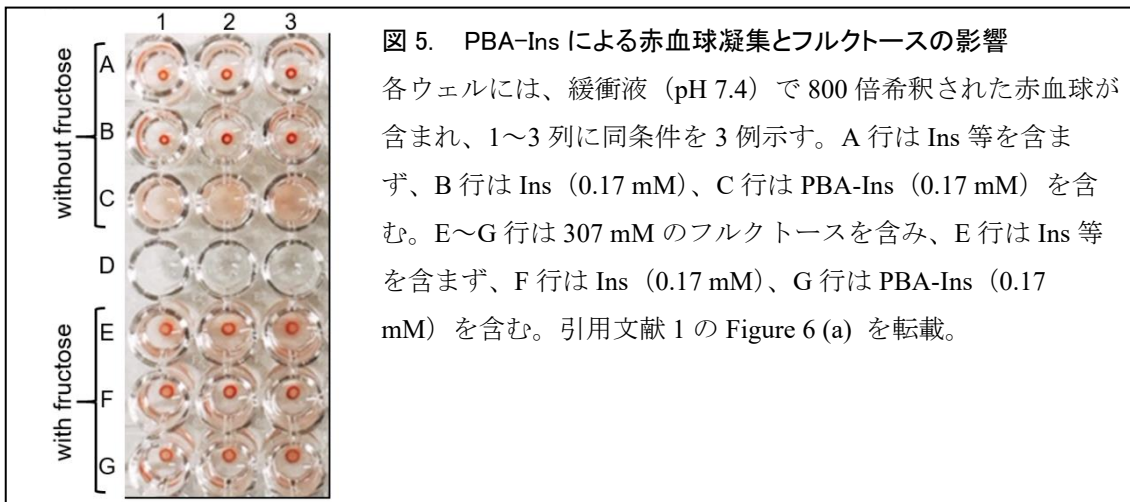 1 2 3
without fructose
A
B
C
D
with fructose
E
F
G
図 5. PBA-Ins による赤血球凝集とフルクトースの影響
各ウェルには、緩衝液（pH 7.4）で 800 倍希釈された赤血球が
含まれ、1～3 列に同条件を 3 例示す。A 行は Ins 等を含ま
ず、B 行は Ins（0.17 mM）、C 行は PBA-Ins（0.17 mM）を含
む。E～G 行は 307 mM のフルクトースを含み、E 行は Ins 等
を含まず、F 行は Ins（0.17 mM）、G 行は PBA-Ins（0.17
mM）を含む。引用文献 1 の Figure 6 (a) を転載。